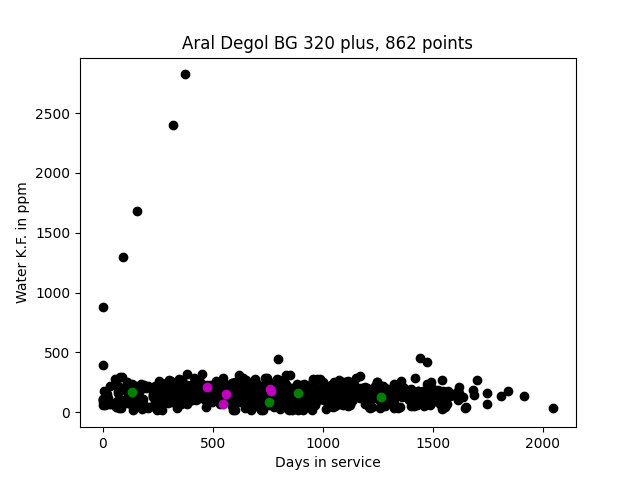 Aral Degol BG 320 plus, 862 points
2500
2000
1500
1000
500
0
Water K.F. in ppm
0 500 1000 1500 2000
Days in service